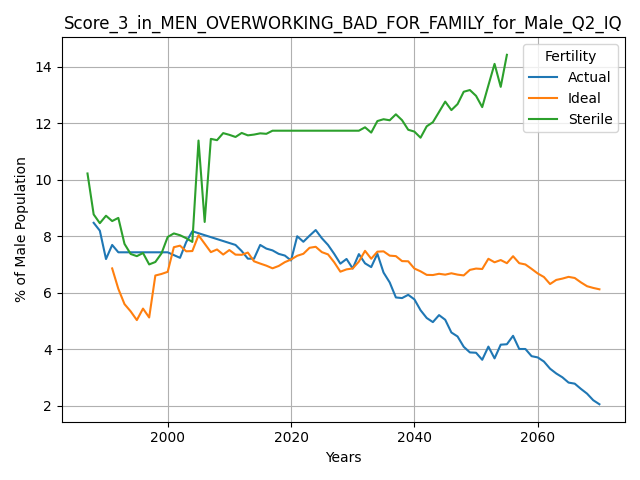 Score_3_in_MEN_OVERWORKING_BAD_FOR_FAMILY_for_Male_Q2_IQ
Fertility
Actual
Ideal
Sterile
% of Male Population
14
12
10
8
6
4
2
2000 2020 2040 2060
Years